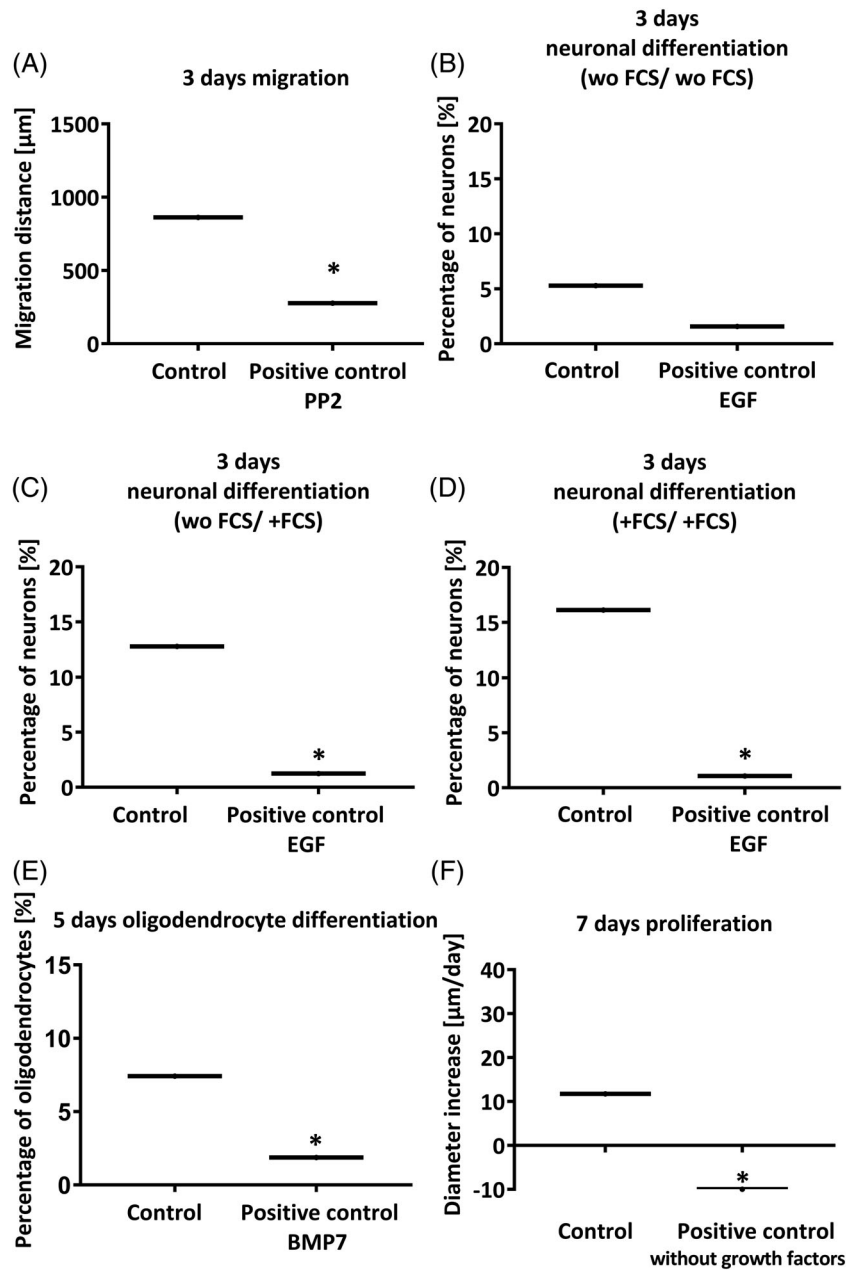 (A)
3 days migration
Migration distance [µm]
1500
1000
500
0
*
Control
Positive control
PP2
(B)
3 days
neuronal differentiation
(wo FCS/ wo FCS)
Percentage of neurons [%]
20
15
10
5
0
Control
Positive control
EGF
(C)
3 days
neuronal differentiation
(wo FCS/ +FCS)
Percentage of neurons [%]
20
15
10
5
0
*
Control
Positive control
EGF
(D)
3 days
neuronal differentiation
(+FCS/ +FCS)
Percentage of neurons [%]
20
15
10
5
0
*
Control
Positive control
EGF
(E)
5 days oligodendrocyte differentiation
Percentage of oligodendrocytes [%]
15
10
5
0
*
Control
Positive control
BMP7
(F)
7 days proliferation
Diameter increase [µm/day]
40
30
20
10
0
-10
*
Control
Positive control
without growth factors